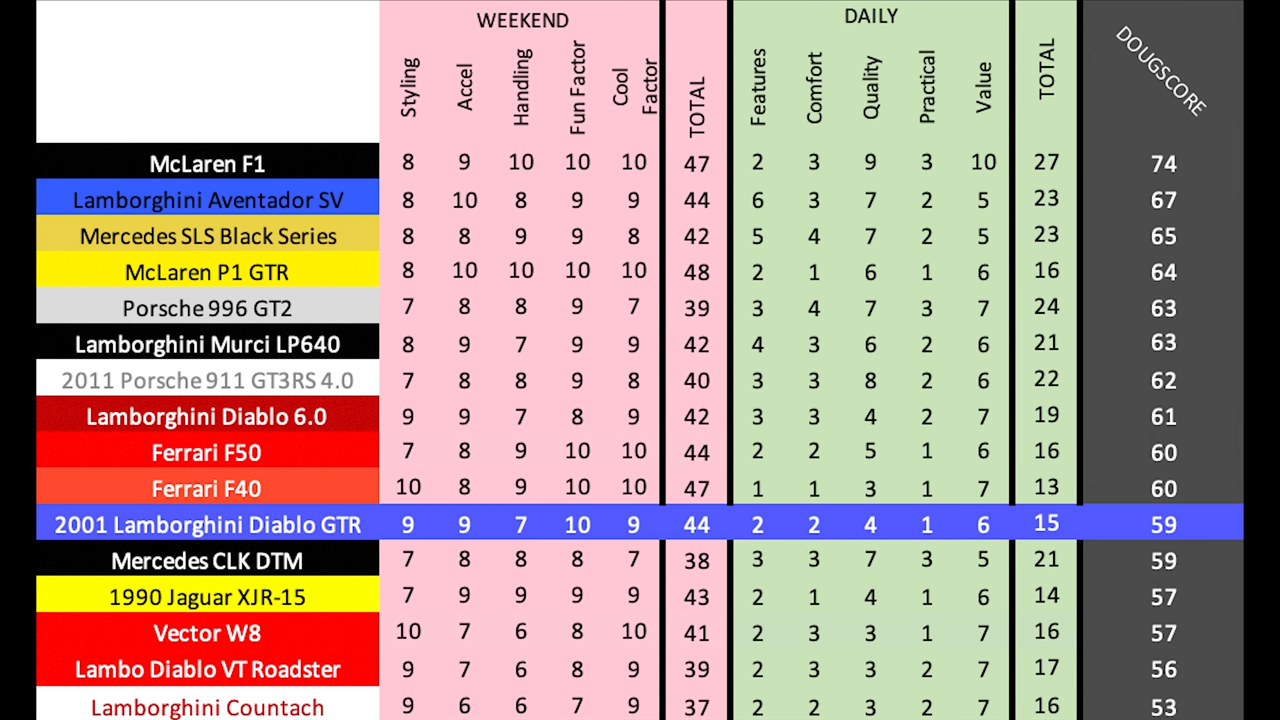 WEEKEND DAILY
Styling Accel Handling Fun Factor Cool Factor TOTAL Features Comfort Quality Practical Value TOTAL DOUGSCORE
McLaren F1 8 9 10 10 10 47 2 3 9 3 10 27 74
Lamborghini Aventador SV 8 10 8 9 9 44 6 3 7 2 5 23 67
Mercedes SLS Black Series 8 8 9 9 8 42 5 4 7 2 5 23 65
McLaren P1 GTR 8 10 10 10 10 48 2 1 6 1 6 16 64
Porsche 996 GT2 7 8 8 9 7 39 3 4 7 3 7 24 63
Lamborghini Murci LP640 8 9 7 9 9 42 4 3 6 2 6 21 63
2011 Porsche 911 GT3RS 4.0 7 8 8 9 8 40 3 3 8 2 6 22 62
Lamborghini Diablo 6.0 9 9 7 8 9 42 3 3 4 2 7 19 61
Ferrari F50 7 8 9 10 10 44 2 2 5 1 6 16 60
Ferrari F40 10 8 9 10 10 47 1 1 3 1 7 13 60
2001 Lamborghini Diablo GTR 9 9 7 10 9 44 2 2 4 1 6 15 59
Mercedes CLK DTM 7 8 8 8 7 38 3 3 7 3 5 21 59
1990 Jaguar XJR-15 7 9 9 9 9 43 2 1 4 1 6 14 57
Vector W8 10 7 6 8 10 41 2 3 3 1 7 16 57
Lambo Diablo VT Roadster 9 7 6 8 9 39 2 3 3 2 7 17 56
Lamborghini Countach 9 6 6 7 9 37 2 2 3 2 7 16 53